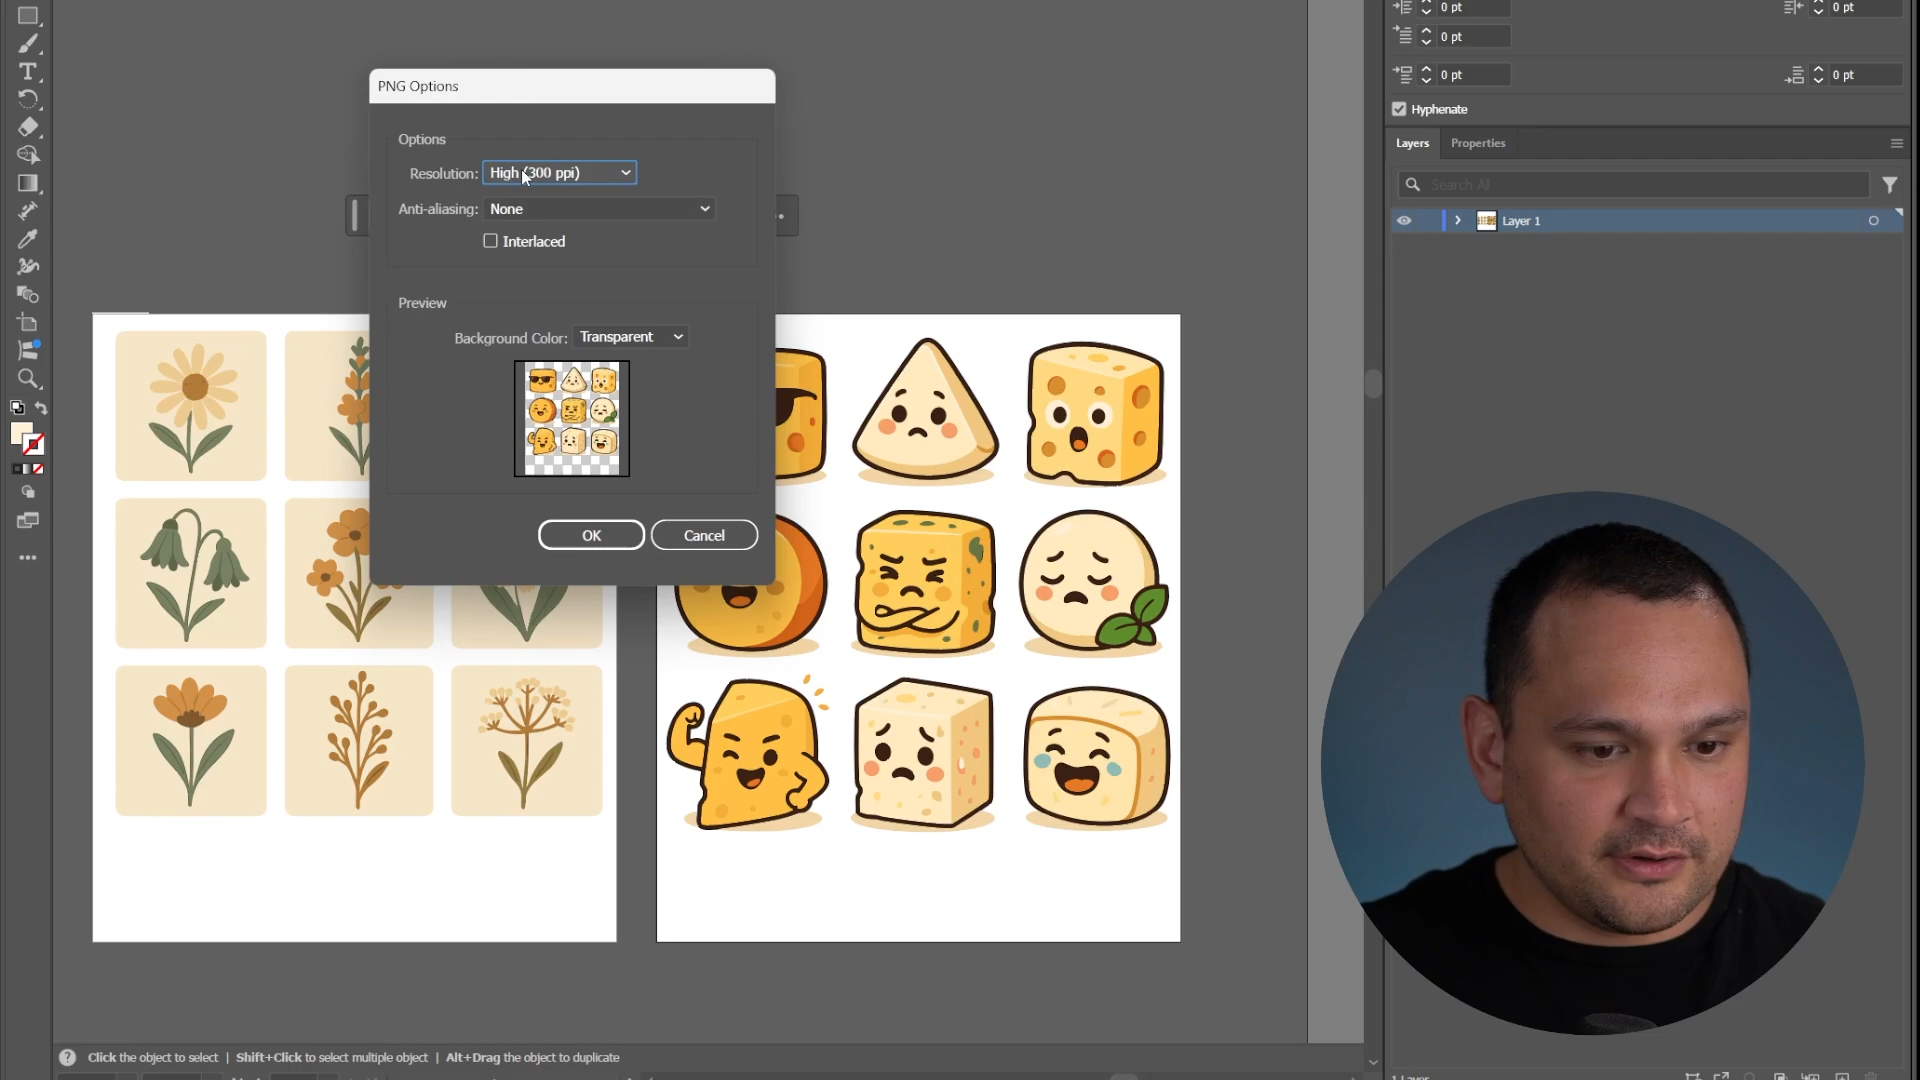 0 pt
0 pt
0 pt
0 pt
0 pt
PNG Options
Hyphenate
Options
Layers
Properties
Resolution:
High (300 ppi)
Search All
Anti-aliasing:
None
Layer 1
Interlaced
Preview
Background Color:
Transparent
OK
Cancel
Click the object to select | Shift+Click to select multiple object | Alt+Drag the object to duplicate
1 Layer